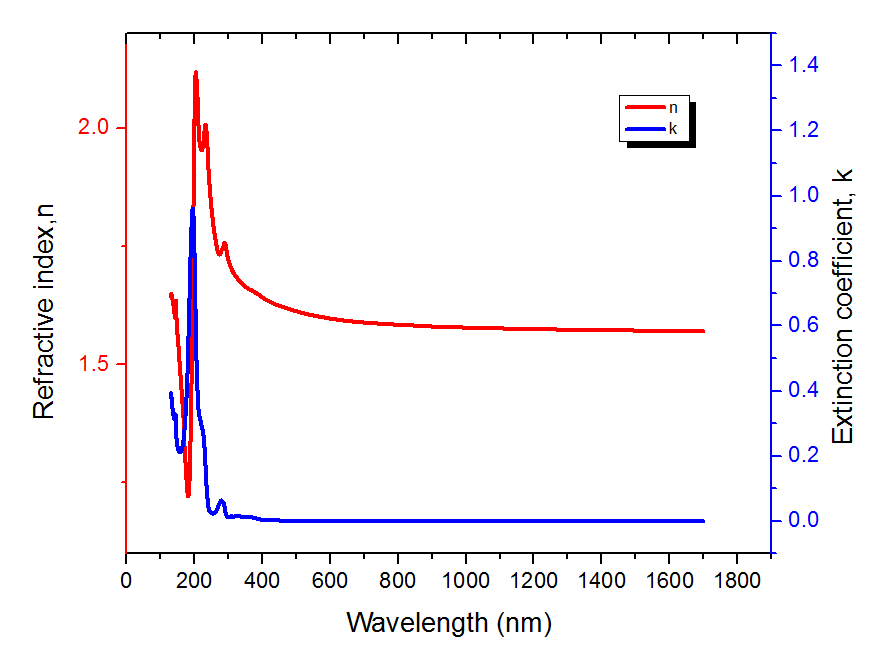 n
k
2.0
1.5
Refractive index,n
1.4
1.2
1.0
0.8
0.6
0.4
0.2
0.0
Extinction coefficient, k
0 200 400 600 800 1000 1200 1400 1600 1800
Wavelength (nm)